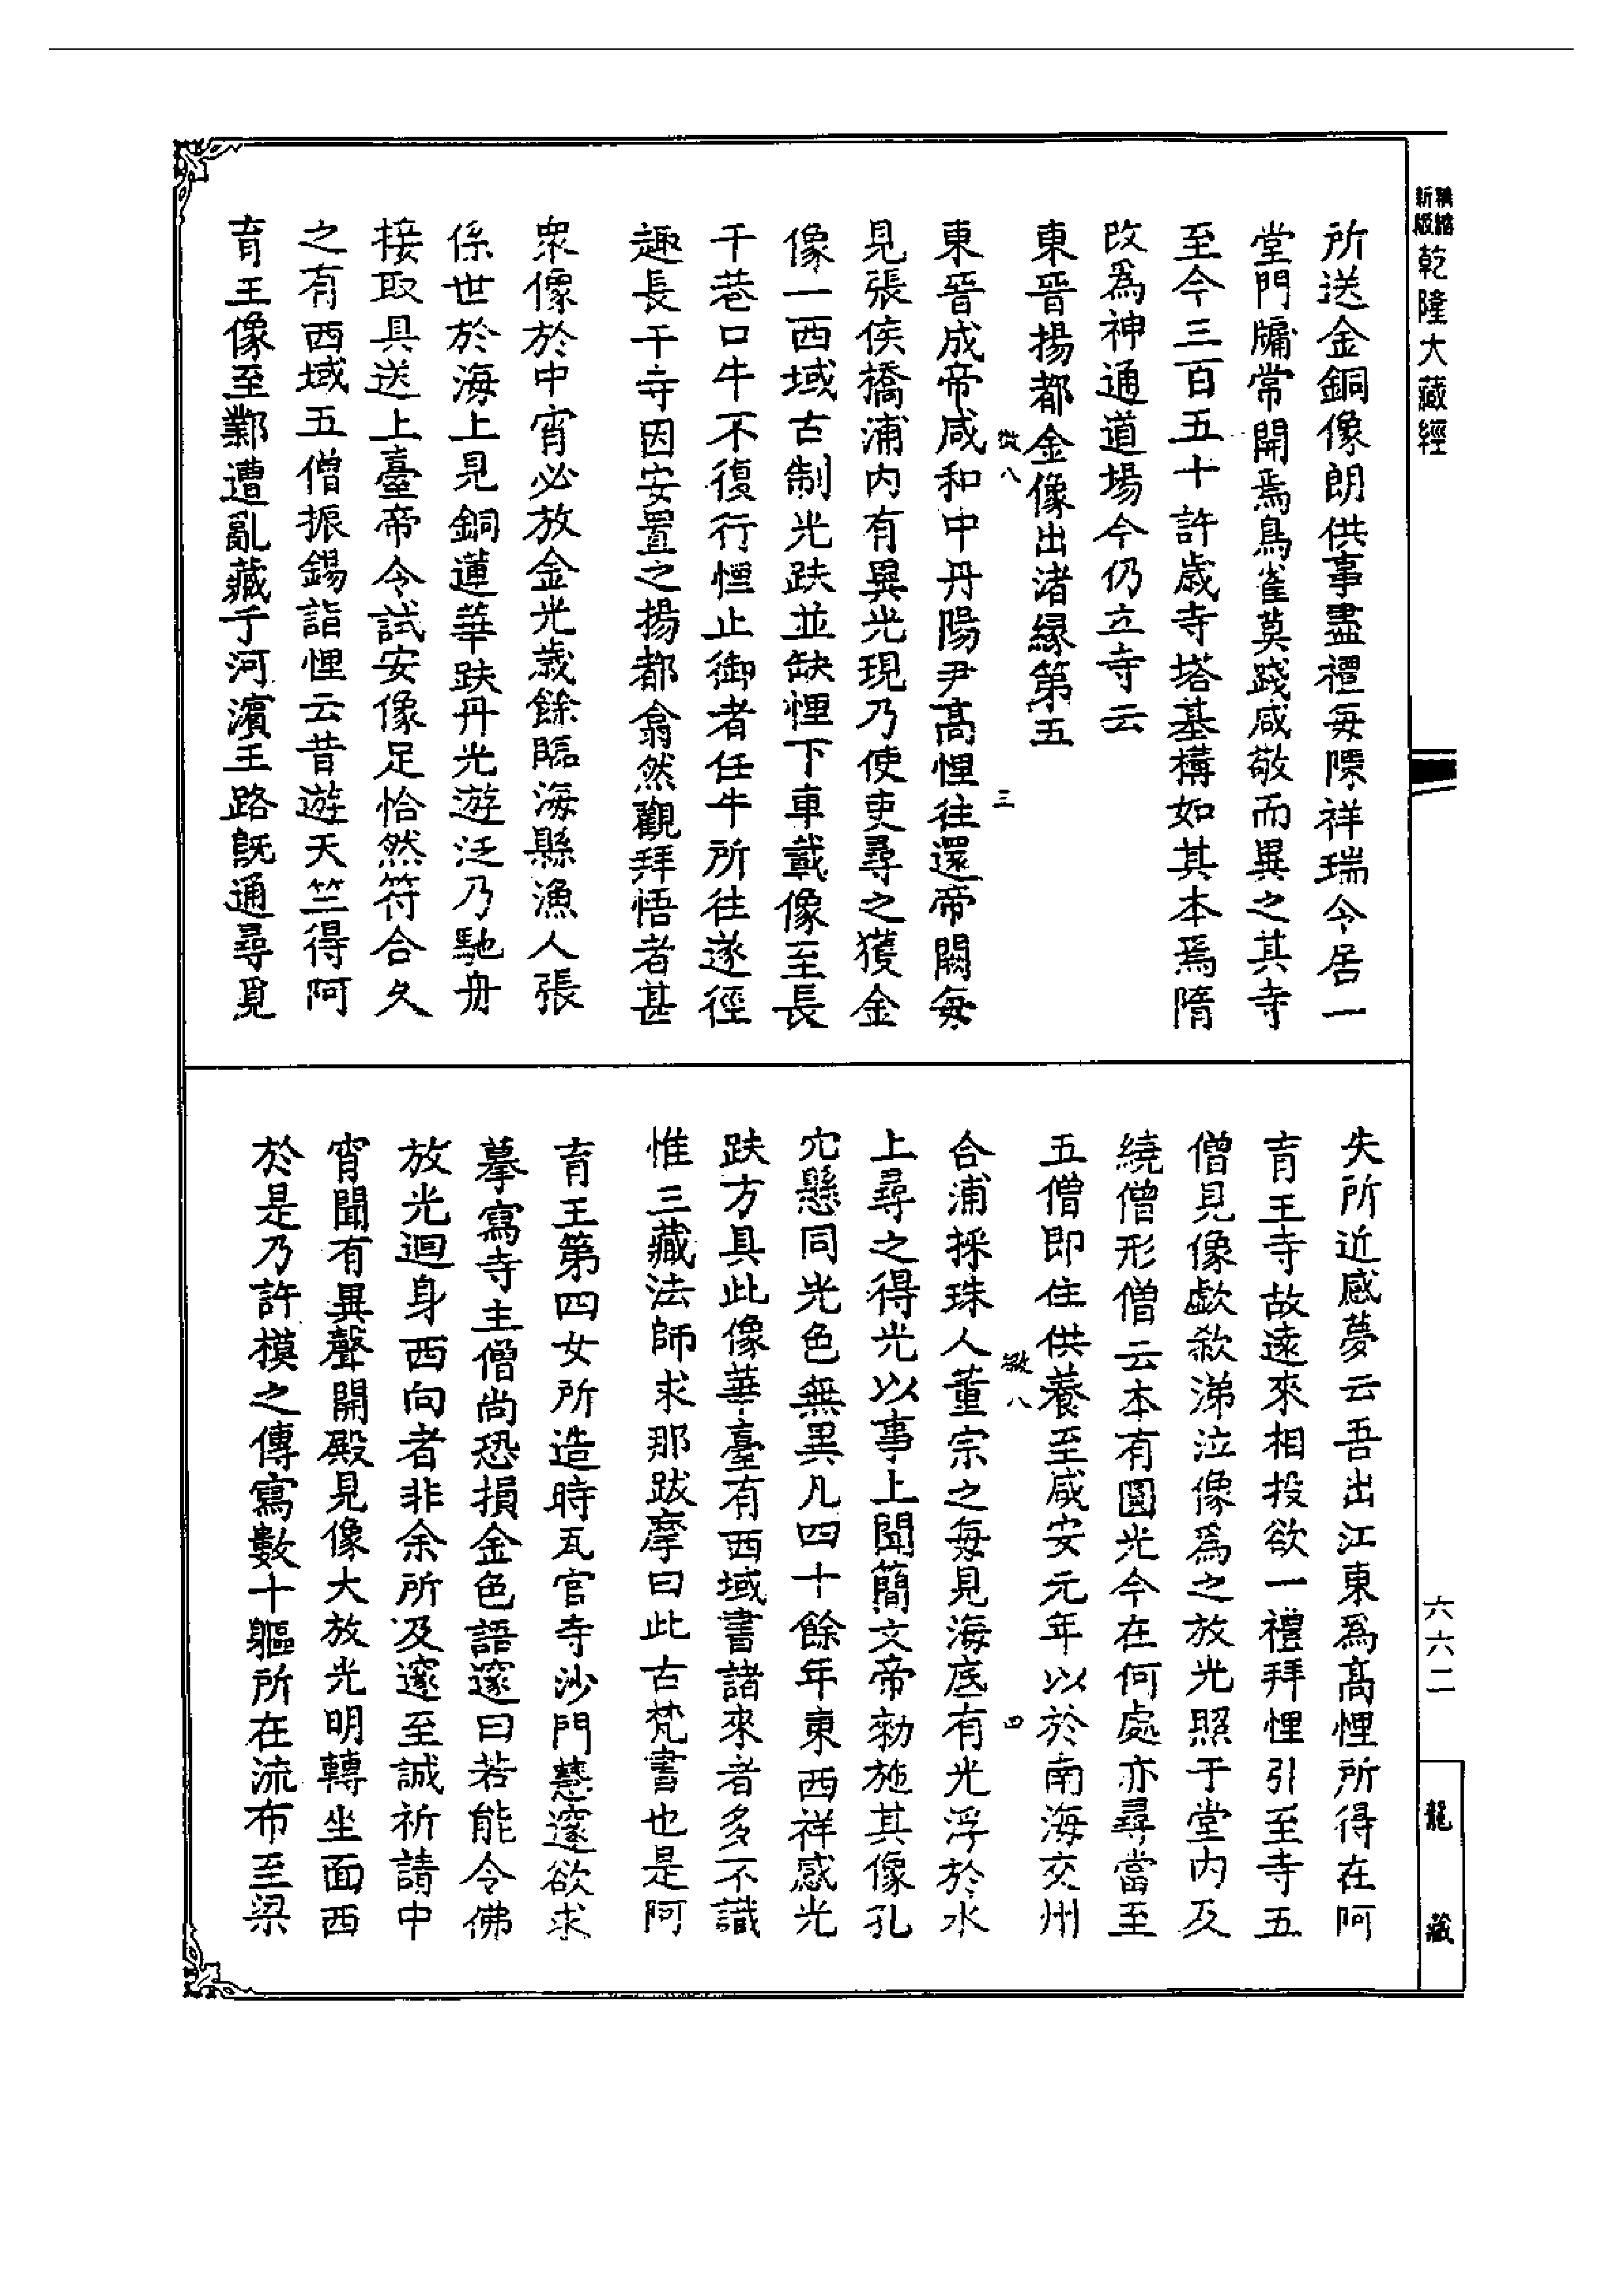 新版精縮
乾隆大藏經
所送金銅像朗供事盡禮每㗖祥瑞今居一
堂門牖常開焉鳥雀莫踐咸敬而異之其寺
至今三百五十許歲寺塔基構如其本焉隋
改爲神通道場今仍立寺云
東晉揚都金像出渚緣第五
東晉成帝咸和中丹陽尹高悝往還帝闕每
見張侯橋浦內有異光現乃使吏尋之獲金
像一西域古制光趺並缺悝下車載像至長
干巷口牛不復行悝止御者任牛所往遂徑
趣長干寺因安置之揚都翕然觀拜悟者甚
衆像於中宵必放金光歲餘臨海縣漁人張
係世於海上見銅蓮華趺丹光遊泛乃馳舟
接取具送上臺帝令試安像足恰然符合久
之有西域五僧振錫詣悝云昔遊天竺得阿
育王像至鄴遭亂藏于河濵王路旣通尋覓
失所近感夢云吾出江東爲高悝所得在阿
育王寺故遠來相投欲一禮拜悝引至寺五
僧見像歔欷涕泣像爲之放光照于堂內及
繞僧形僧云本有圓光今在何處亦尋當至
五僧即住供養至咸安元年以於南海交州
合浦採珠人董宗之每見海底有光浮於水
上尋之得光以事上聞簡文帝勑施其像孔
穴懸同光色無異凡四十餘年東西祥感光
趺方具此像華臺有西域書諸來者多不識
惟三藏法師求那跋摩曰此古梵書也是阿
育王第四女所造時瓦官寺沙門慧邃欲求
摹寫寺主僧尚恐損金色語邃曰若能令佛
放光迴身西向者非余所及邃至誠祈請中
宵聞有異聲開殿見像大放光明轉坐面西
於是乃許模之傳寫數十軀所在流布至梁
六六二
龍藏